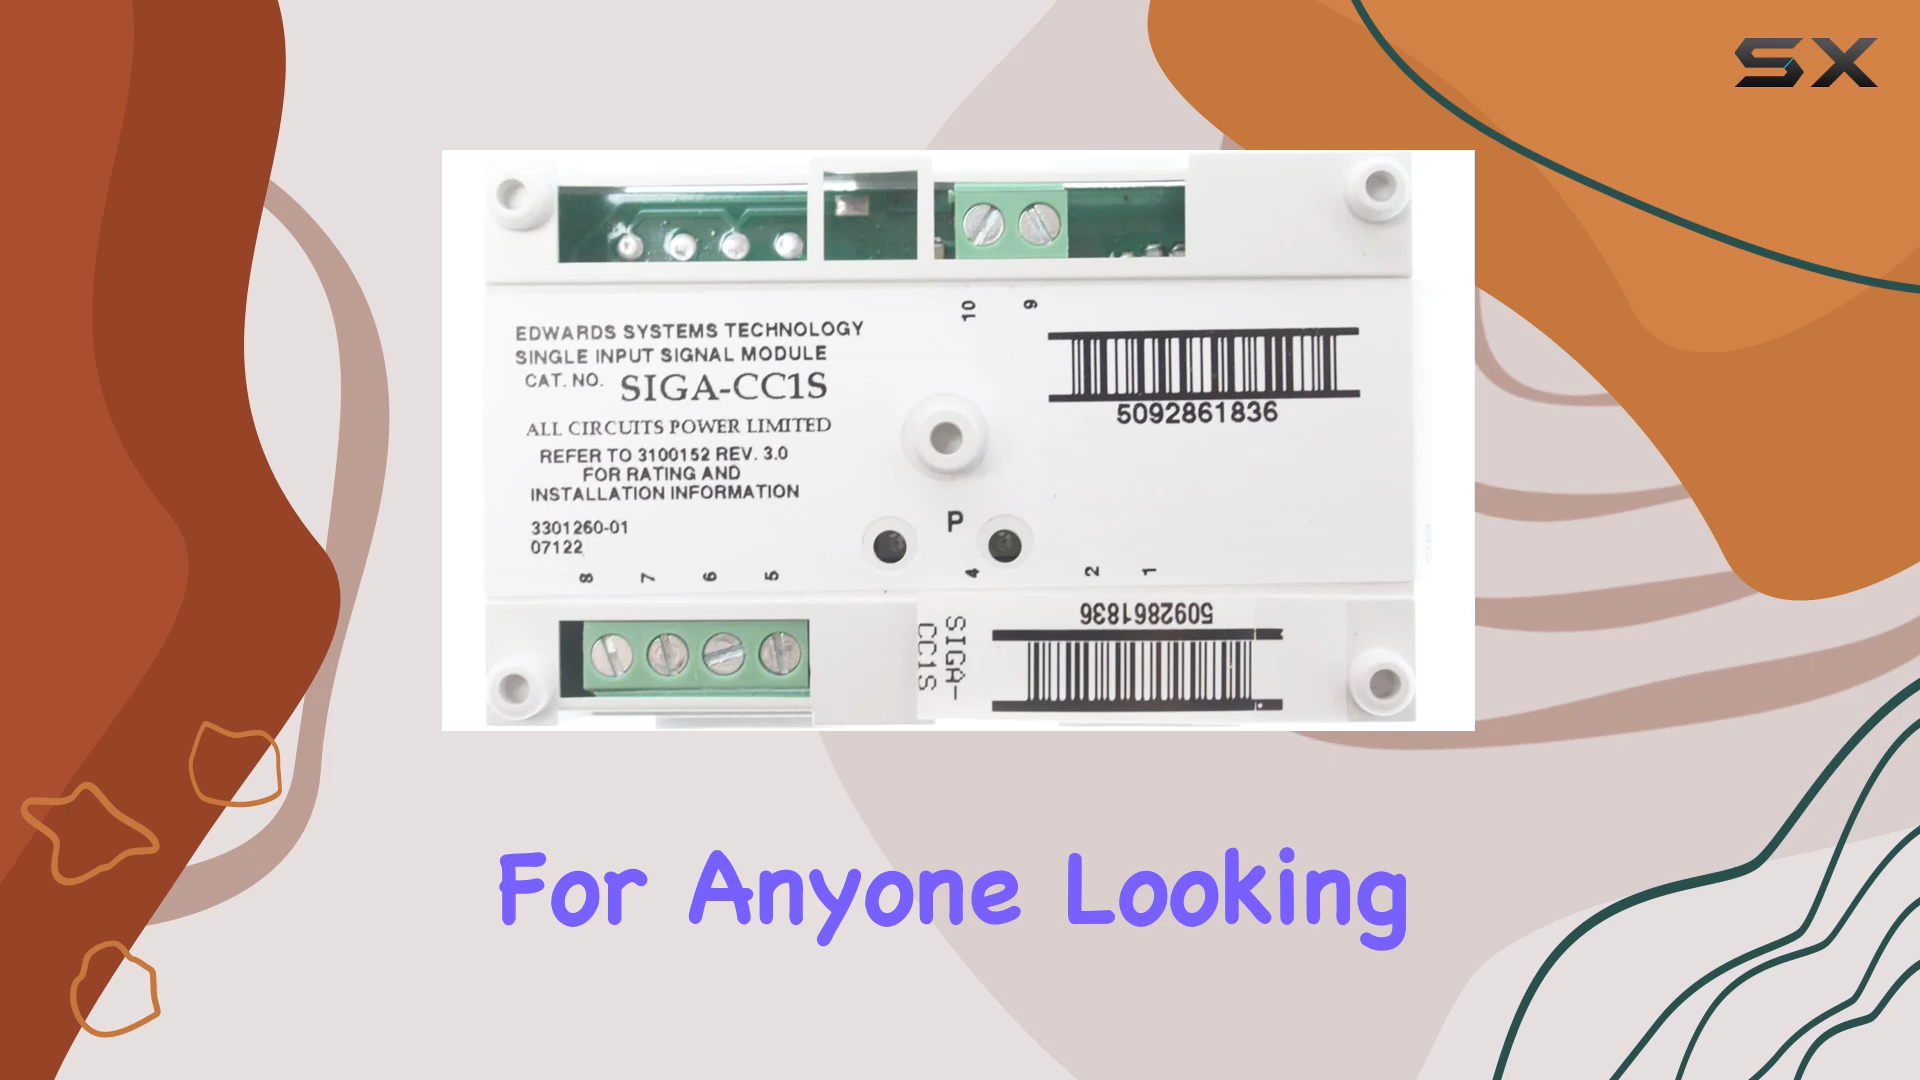 SX
10
9
EDWARDS SYSTEMS TECHNOLOGY
SINGLE INPUT SIGNAL MODULE
CAT. NO. SIGA-CC1S
5092861836
ALL CIRCUITS POWER LIMITED
REFER TO 3100152 REV. 3.0
FOR RATING AND
INSTALLATION INFORMATION
P
3301260-01
07122
8 7 6 5 4 2 1
5092861836
SIGA-
CC1S
For Anyone Looking